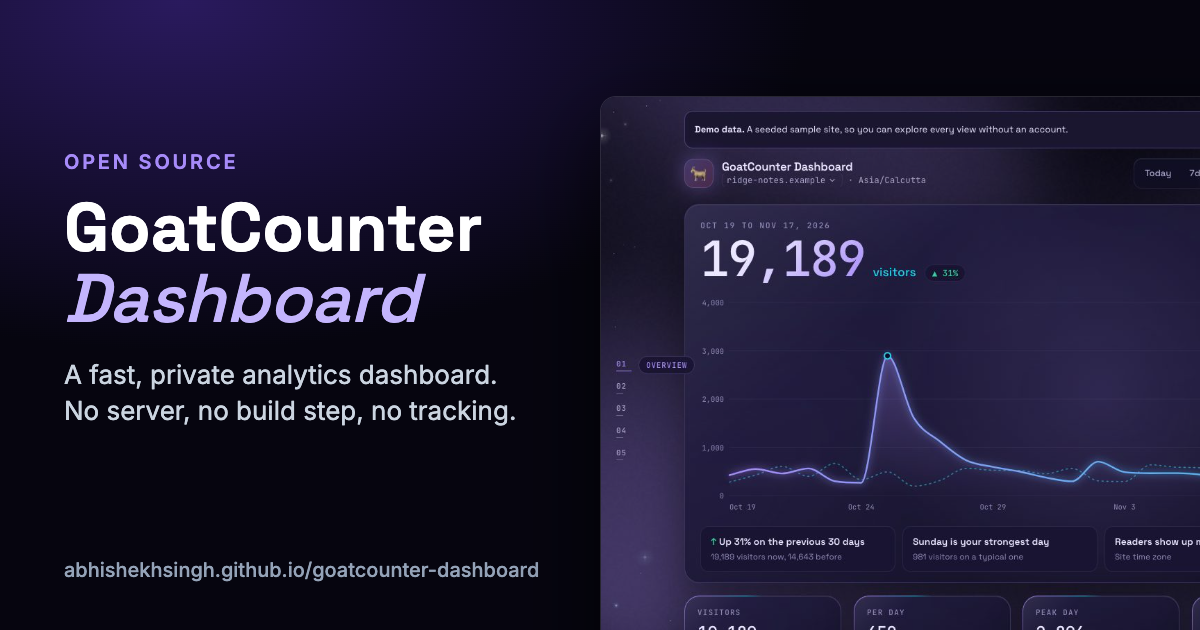 OPEN SOURCE
GoatCounter
Dashboard
A fast, private analytics dashboard.
No server, no build step, no tracking.
abhishekhsingh.github.io/goatcounter-dashboard
Demo data. A seeded sample site, so you can explore every view without an account.
GoatCounter Dashboard
ridge-notes.example · Asia/Calcutta
Today 7d
OCT 19 TO NOV 17, 2026
19,189 visitors ▲ 31%
4,000
3,000
2,000
1,000
0
Oct 19 Oct 24 Oct 29 Nov 3
01 OVERVIEW
02
03
04
05
↑ Up 31% on the previous 30 days
19,189 visitors now, 14,643 before
Sunday is your strongest day
981 visitors on a typical one
Readers show up
Site time zone
VISITORS
19,189
PER DAY
PEAK DAY